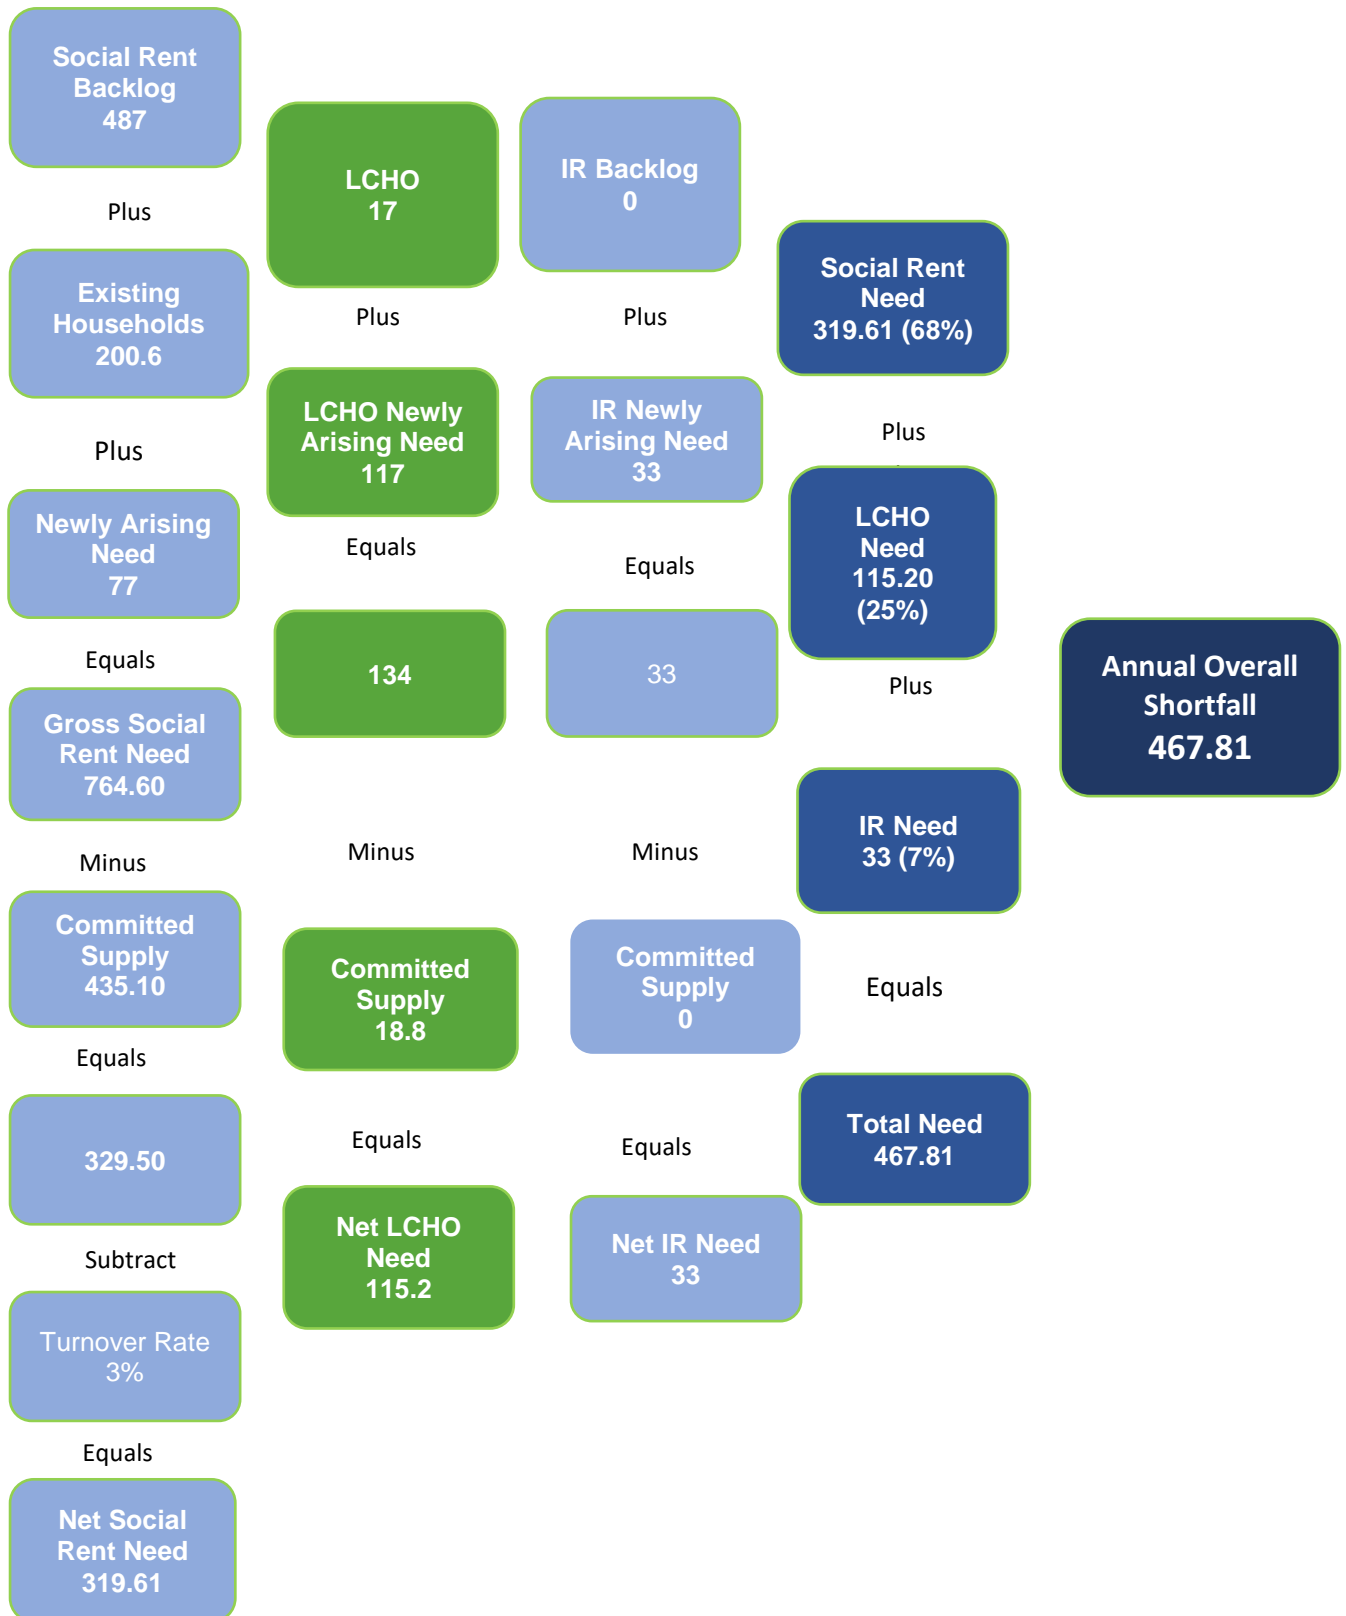 Social Rent
Backlog
487
Plus
Existing
Households
200.6
Plus
Newly Arising
Need
77
Equals
Gross Social
Rent Need
764.60
Minus
Committed
Supply
435.10
Equals
329.50
Subtract
Turnover Rate
3%
Equals
Net Social
Rent Need
319.61
LCHO
17
Plus
LCHO Newly
Arising Need
117
Equals
134
Minus
Committed
Supply
18.8
Equals
Net LCHO
Need
115.2
IR Backlog
0
Plus
IR Newly
Arising Need
33
Equals
33
Minus
Committed
Supply
0
Equals
Net IR Need
33
Social Rent
Need
319.61 (68%)
Plus
LCHO
Need
115.20
(25%)
Plus
IR Need
33 (7%)
Equals
Total Need
467.81
Annual Overall
Shortfall
467.81